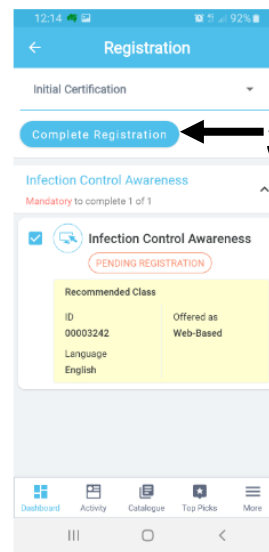 12:14 92%
Registration
Initial Certification
Complete Registration
Infection Control Awareness
Mandatory to complete 1 of 1
Infection Control Awareness
PENDING REGISTRATION
Recommended Class
ID Offered as
00003242 Web-Based
Language
English
Dashboard Activity Catalogue Top Picks More